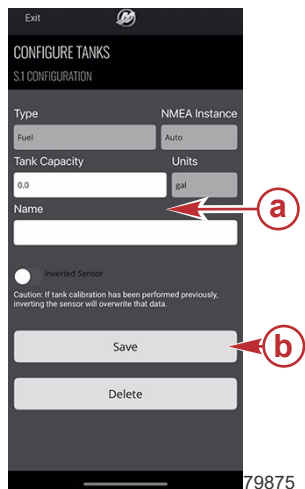 Exit
CONFIGURE TANKS
S.1 CONFIGURATION
Type NMEA Instance
Fuel Auto
Tank Capacity Units
0.0 gal
Name
a
Inverted Sensor
Caution: If tank calibration has been performed previously,
inverting the sensor will overwrite that data.
Save
b
Delete
79875